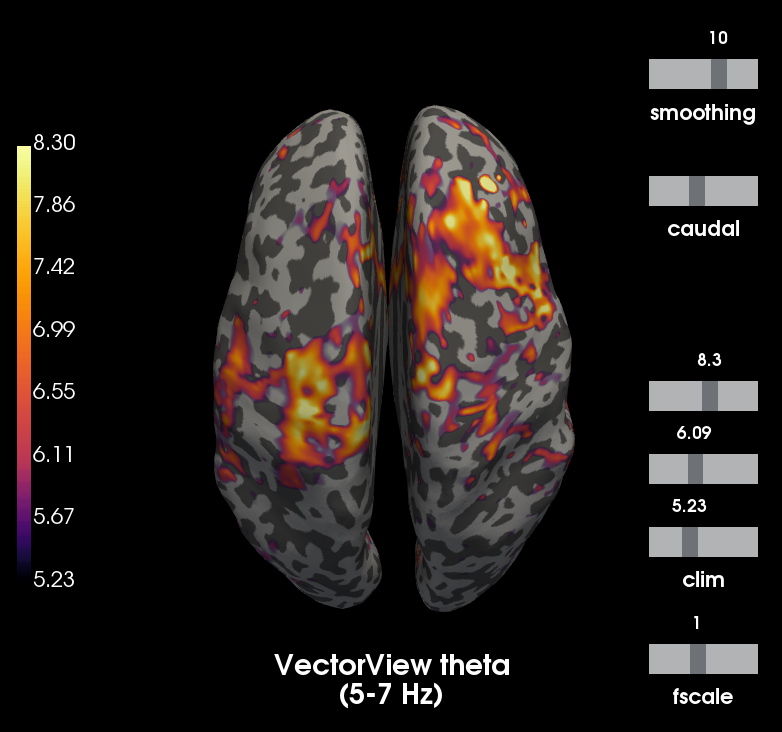 8.30
7.86
7.42
6.99
6.55
6.11
5.67
5.23
VectorView theta
(5-7 Hz)
10
smoothing
caudal
8.3
6.09
5.23
clim
1
fscale